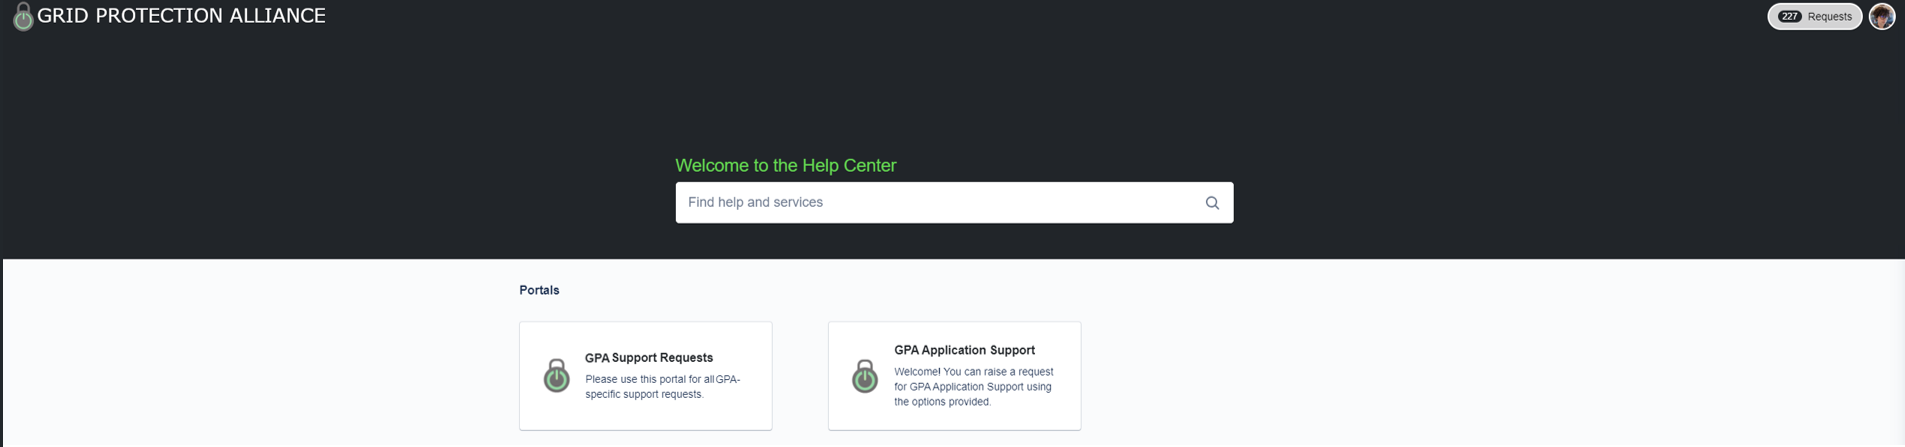 GRID PROTECTION ALLIANCE
227 Requests
Welcome to the Help Center
Find help and services
Portals
GPA Support Requests
Please use this portal for all GPA-
specific support requests.
GPA Application Support
Welcome! You can raise a request
for GPA Application Support using
the options provided.